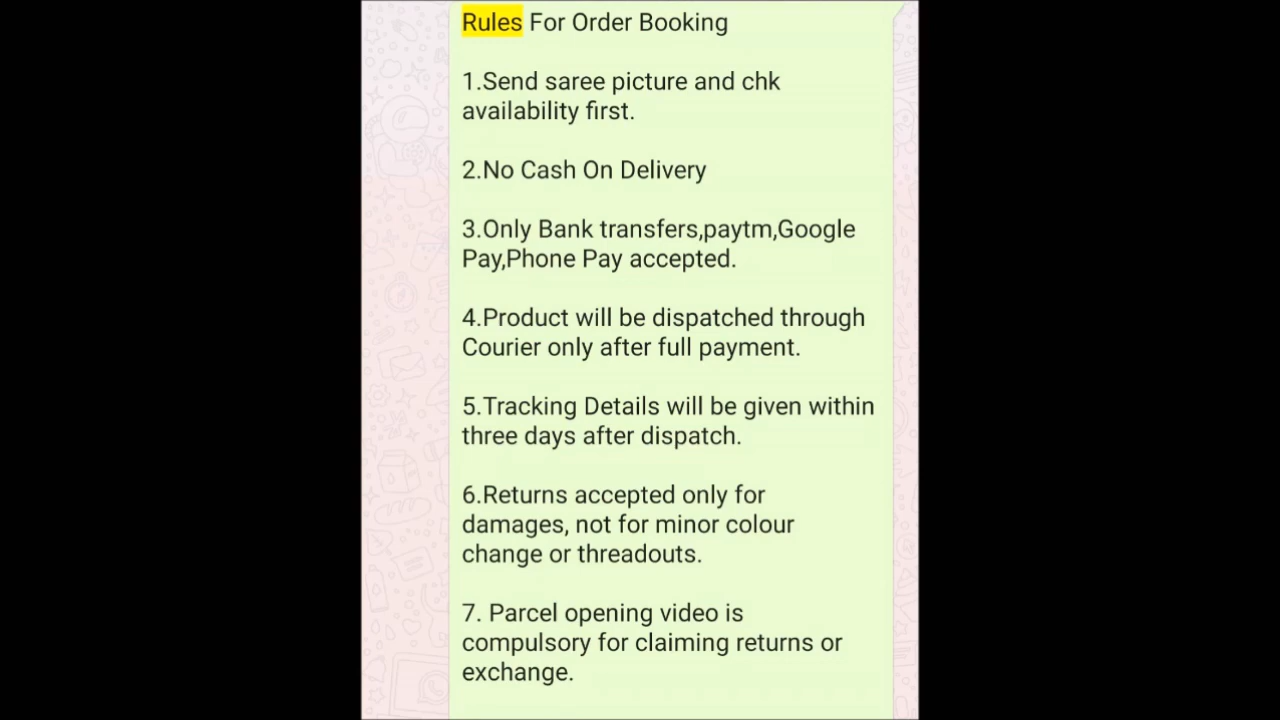 Rules For Order Booking
1.Send saree picture and chk
availability first.
2.No Cash On Delivery
3.Only Bank transfers,paytm,Google
Pay,Phone Pay accepted.
4.Product will be dispatched through
Courier only after full payment.
5.Tracking Details will be given within
three days after dispatch.
6.Returns accepted only for
damages, not for minor colour
change or threadouts.
7. Parcel opening video is
compulsory for claiming returns or
exchange.